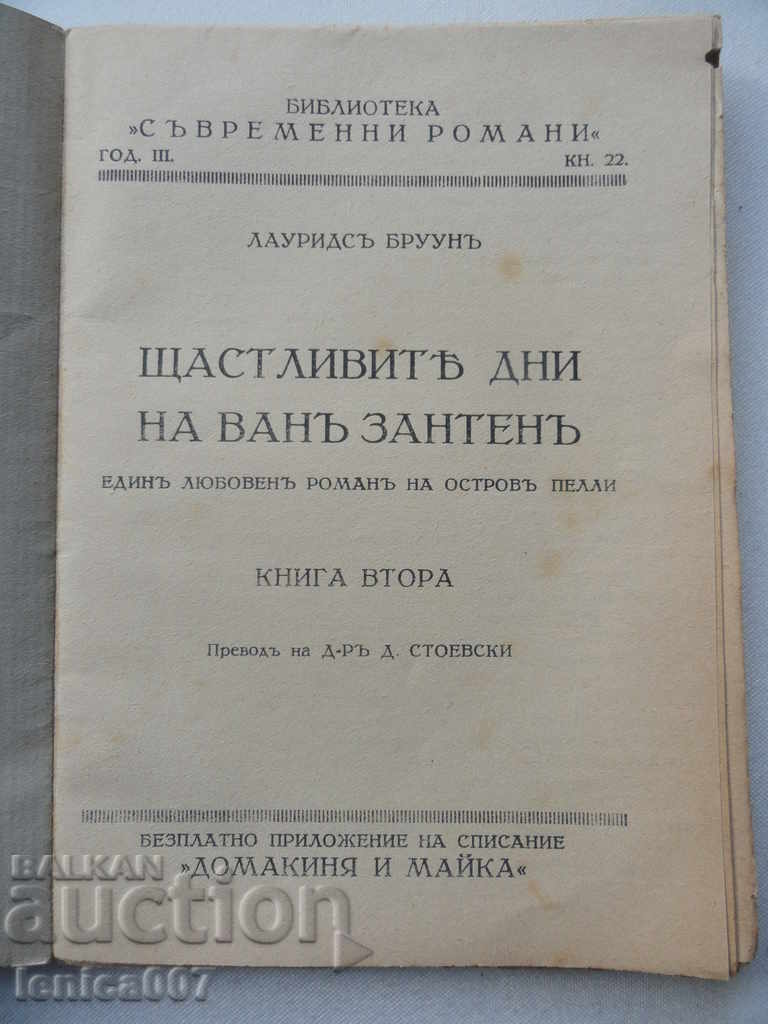 БИБЛИОТЕКА
»СЪВРЕМЕННИ РОМАНИ«
ГОД. III. КН. 22.
ЛАУРИДСЪ БРУУНЪ
ЩАСТЛИВИТѢ ДНИ
НА ВАНЪ ЗАНТЕНЪ
ЕДИНЪ ЛЮБОВЕНЪ РОМАНЪ НА ОСТРОВЪ ПЕЛЛИ
КНИГА ВТОРА
Преводъ на Д-РЪ Д. СТОЕВСКИ
БЕЗПЛАТНО ПРИЛОЖЕНИЕ НА СПИСАНИЕ
»ДОМАКИНЯ И МАЙКА«
BALKAN
auction
lenica007